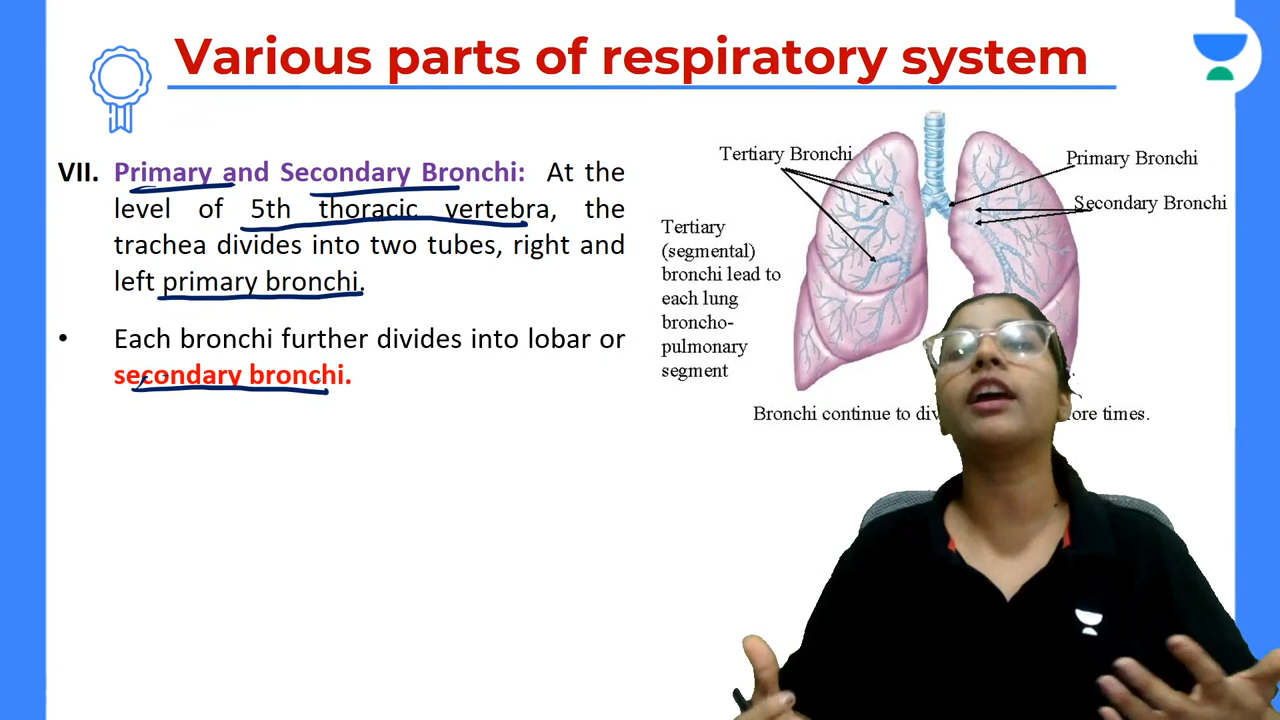 Various parts of respiratory system
VII. Primary and Secondary Bronchi: At the
level of 5th thoracic vertebra, the
trachea divides into two tubes, right and
left primary bronchi.
• Each bronchi further divides into lobar or
secondary bronchi.
Tertiary Bronchi
Primary Bronchi
Secondary Bronchi
Tertiary
(segmental)
bronchi lead to
each lung
broncho-
pulmonary
segment
Bronchi continue to times.